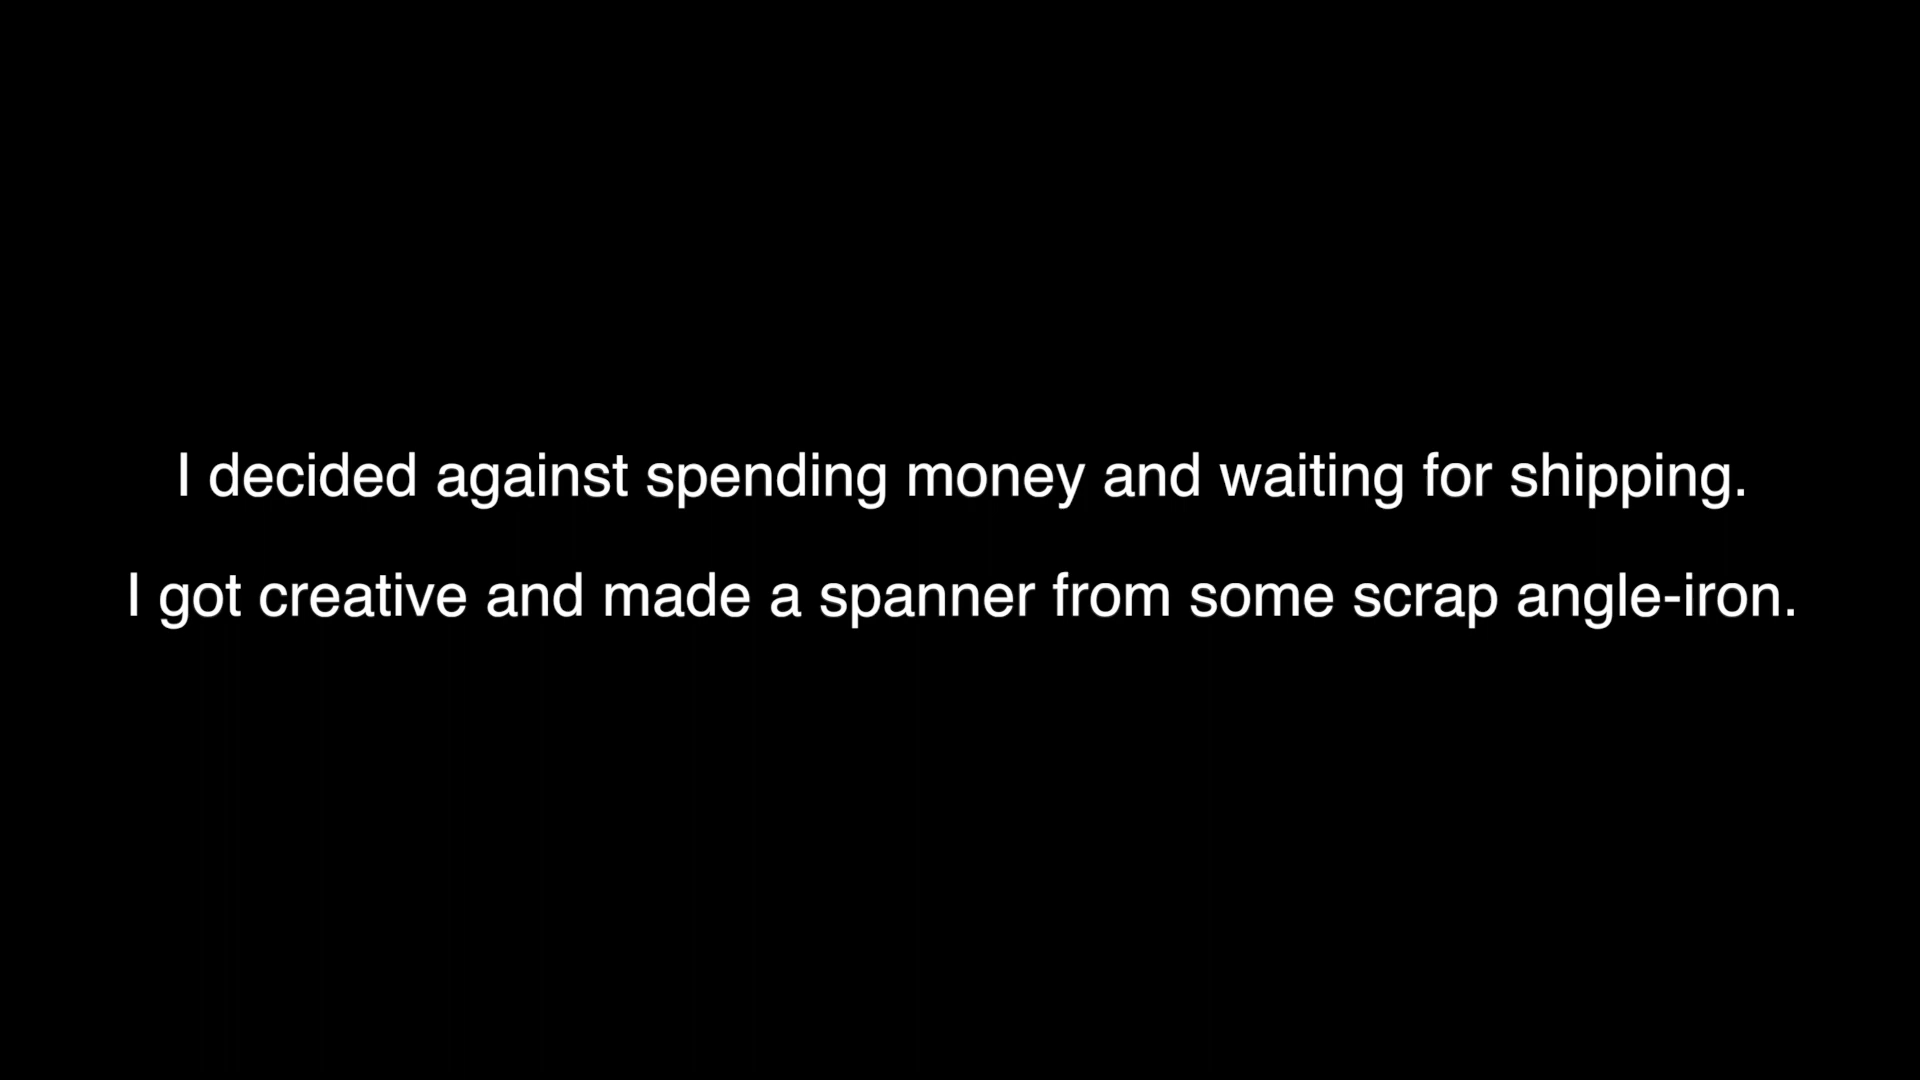 I decided against spending money and waiting for shipping.
I got creative and made a spanner from some scrap angle-iron.